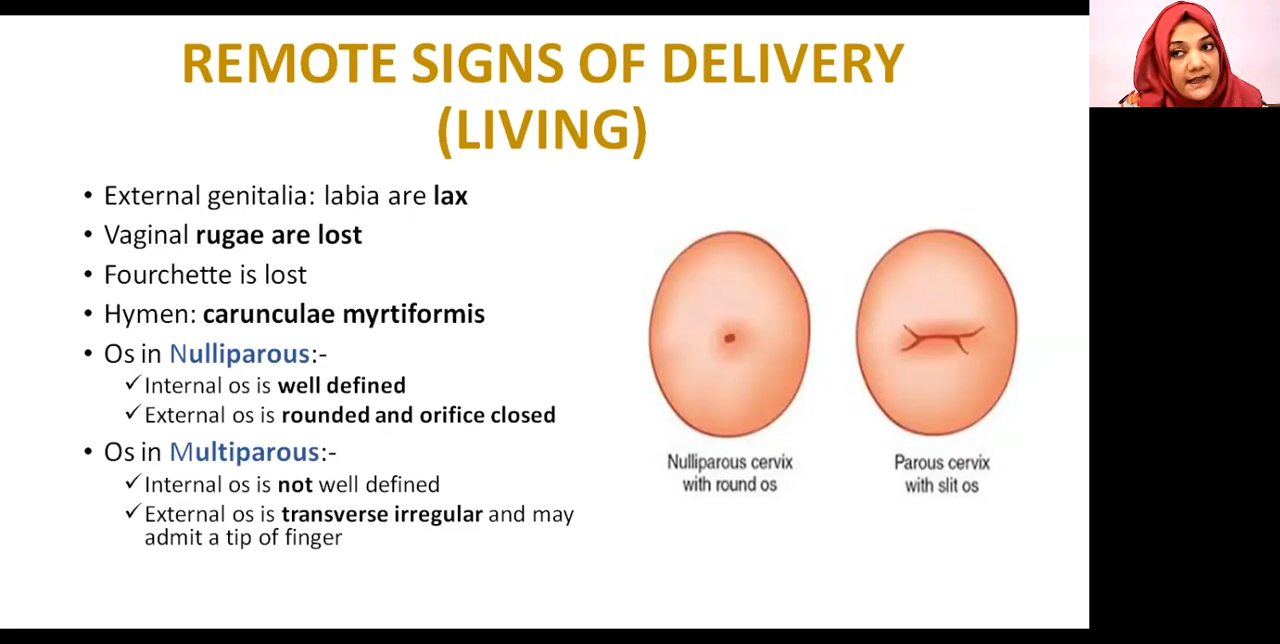 REMOTE SIGNS OF DELIVERY
(LIVING)
• External genitalia: labia are lax
• Vaginal rugae are lost
• Fourchette is lost
• Hymen: carunculae myrtiformis
• Os in Nulliparous:-
✓Internal os is well defined
✓External os is rounded and orifice closed
• Os in Multiparous:-
✓Internal os is not well defined
✓External os is transverse irregular and may
admit a tip of finger
Nulliparous cervix
with round os
Parous cervix
with slit os